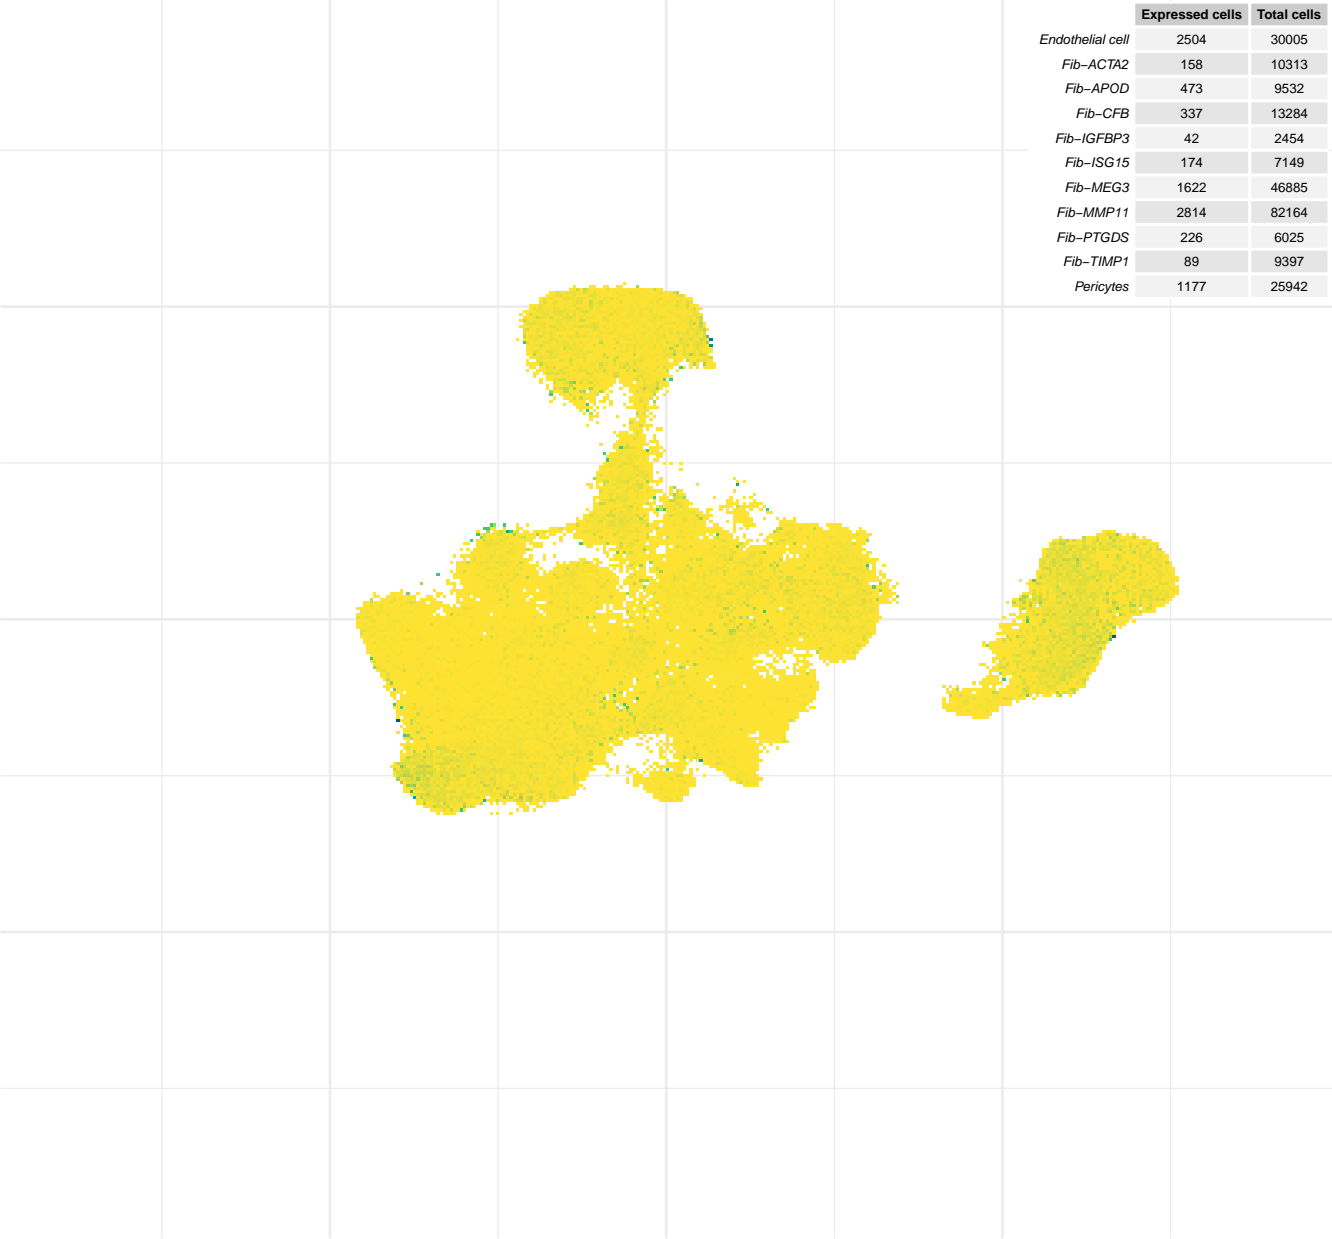 Expressed cells Total cells
Endothelial cell 2504 30005
Fib−ACTA2 158 10313
Fib−APOD 473 9532
Fib−CFB 337 13284
Fib−IGFBP3 42 2454
Fib−ISG15 174 7149
Fib−MEG3 1622 46885
Fib−MMP11 2814 82164
Fib−PTGDS 226 6025
Fib−TIMP1 89 9397
Pericytes 1177 25942